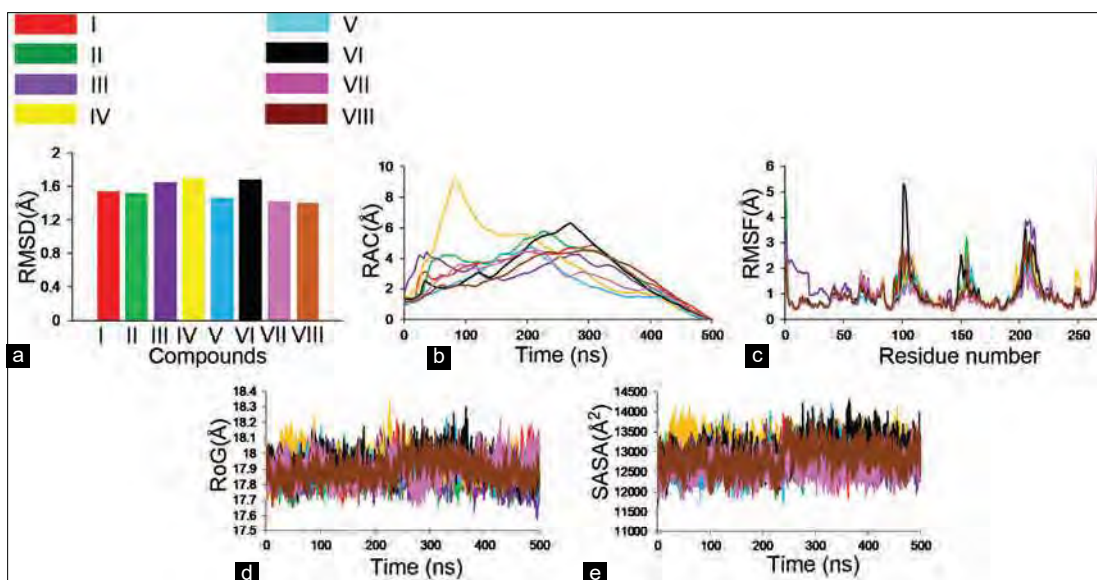 I
II
III
IV
V
VI
VII
VIII
RMSD(Å)
2
1.6
1.2
0.8
0.4
0
I II III IV V VI VII VIII
Compounds
a
RAC(Å)
10
8
6
4
2
0
0 100 200 300 400 500
Time (ns)
b
RMSF(Å)
6
5
4
3
2
1
0
0 50 100 150 200 250
Residue number
c
RoG(Å)
18.4
18.3
18.2
18.1
18
17.9
17.8
17.7
17.6
17.5
0 100 200 300 400 500
Time (ns)
d
SASA(Å²)
14500
14000
13500
13000
12500
12000
11500
11000
0 100 200 300 400 500
Time (ns)
e